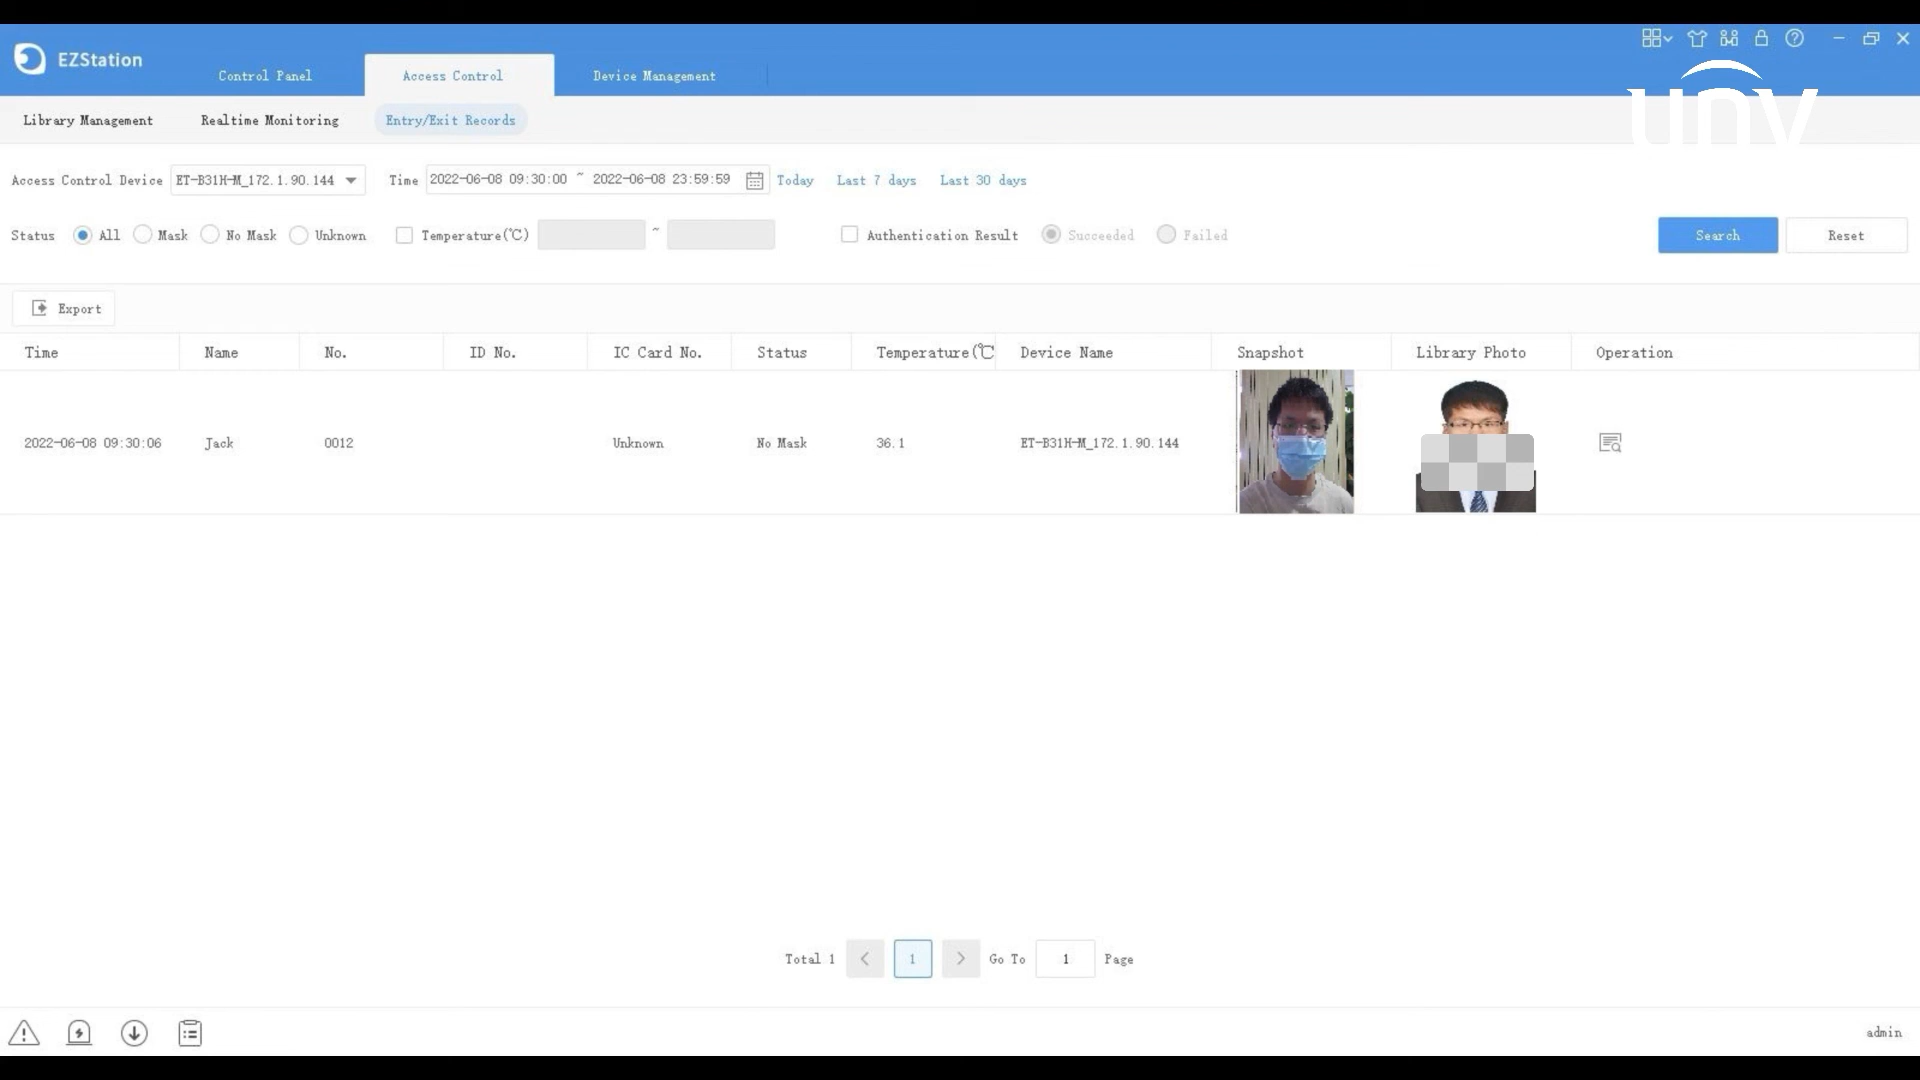 EZStation
Control Panel
Access Control
Device Management
unv
Library Management
Realtime Monitoring
Entry/Exit Records
Access Control Device ET-B31H-M_172.1.90.144 Time 2022-06-08 09:30:00 ~ 2022-06-08 23:59:59 Today Last 7 days Last 30 days
Status All Mask No Mask Unknown Temperature(℃) ~ Authentication Result Succeeded Failed Search Reset
Export
Time Name No. ID No. IC Card No. Status Temperature(℃ Device Name Snapshot Library Photo Operation
2022-06-08 09:30:06 Jack 0012 Unknown No Mask 36.1 ET-B31H-M_172.1.90.144
Total 1 1 Go To 1 Page
admin